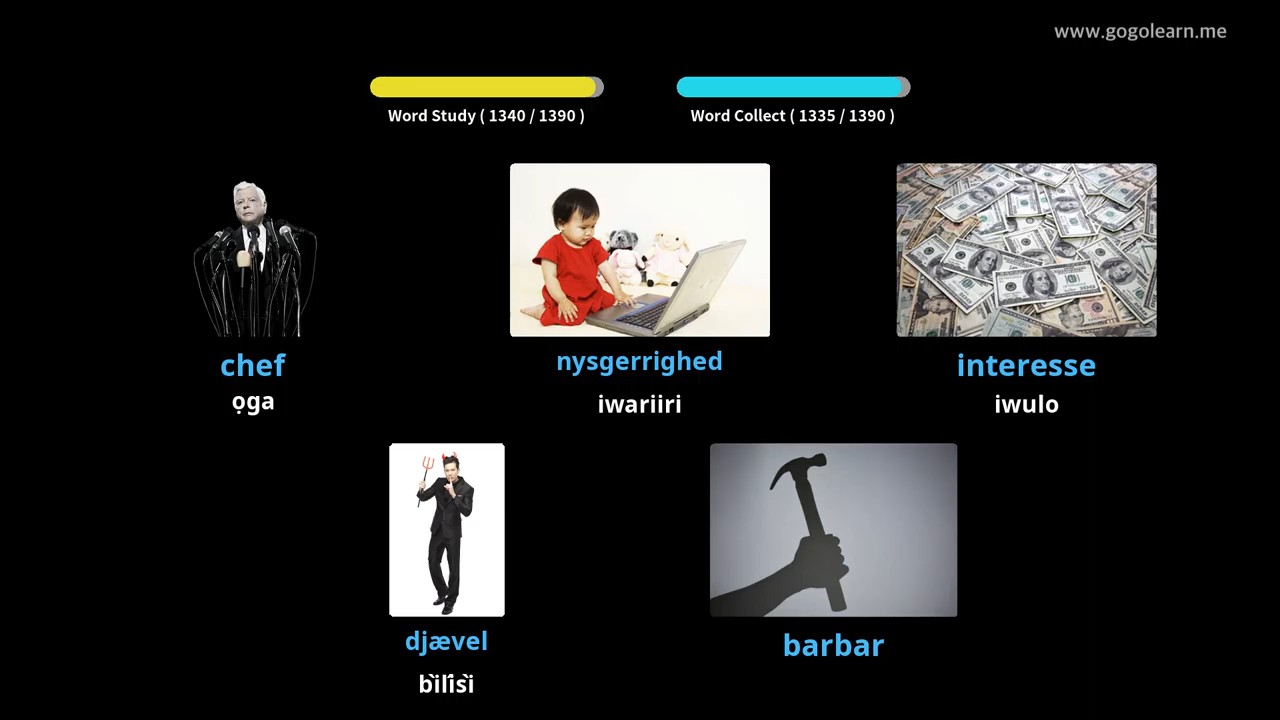 www.gogolearn.me
Word Study ( 1340 / 1390 )
Word Collect ( 1335 / 1390 )
chef
ọga
nysgerrighed
iwariiri
interesse
iwulo
djævel
bìlísì
barbar